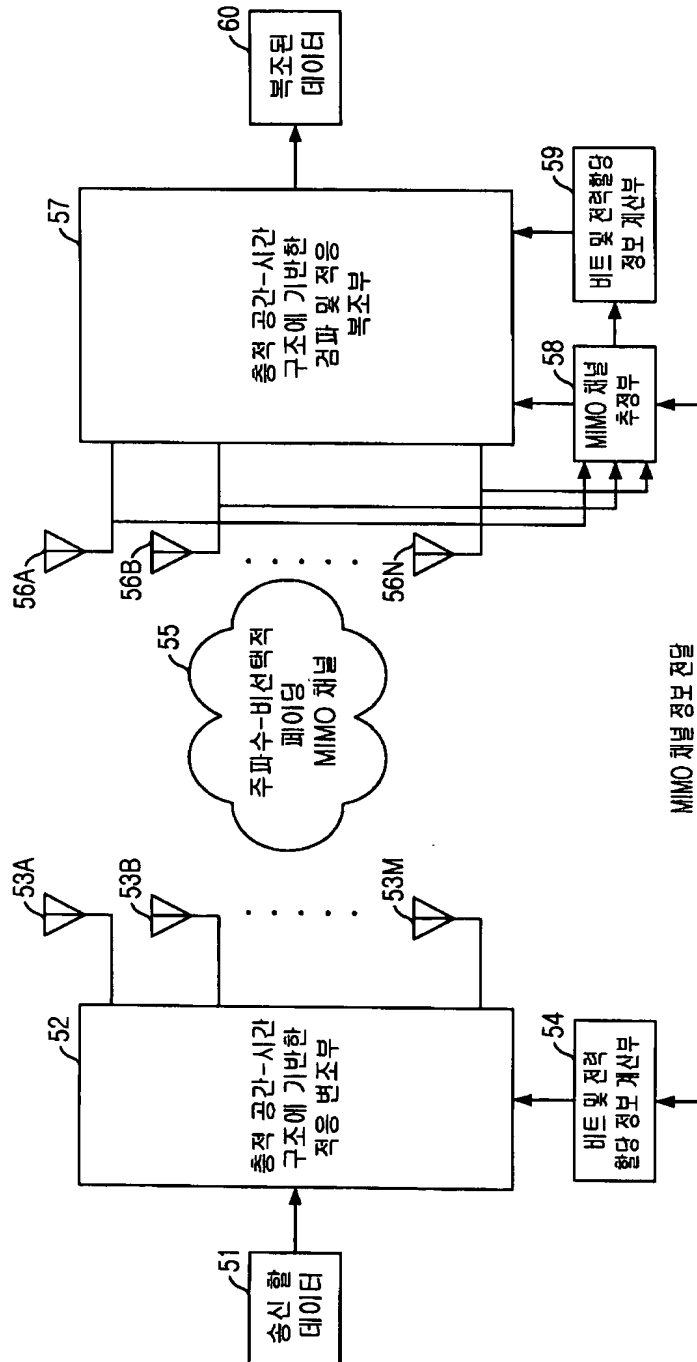 51
송신 할
데이터
52
층적 공간-시간
구조에 기반한
적응 변조부
53A
53B
53M
54
비트 및 전력
할당 정보 계산부
55
주파수-비선택적
페이딩
MIMO 채널
56A
56B
56N
57
층적 공간-시간
구조에 기반한
검파 및 적응
복조부
58
MIMO 채널
추정부
59
비트 및 전력할당
정보 계산부
60
복조된
데이터
MIMO 채널 정보 전달